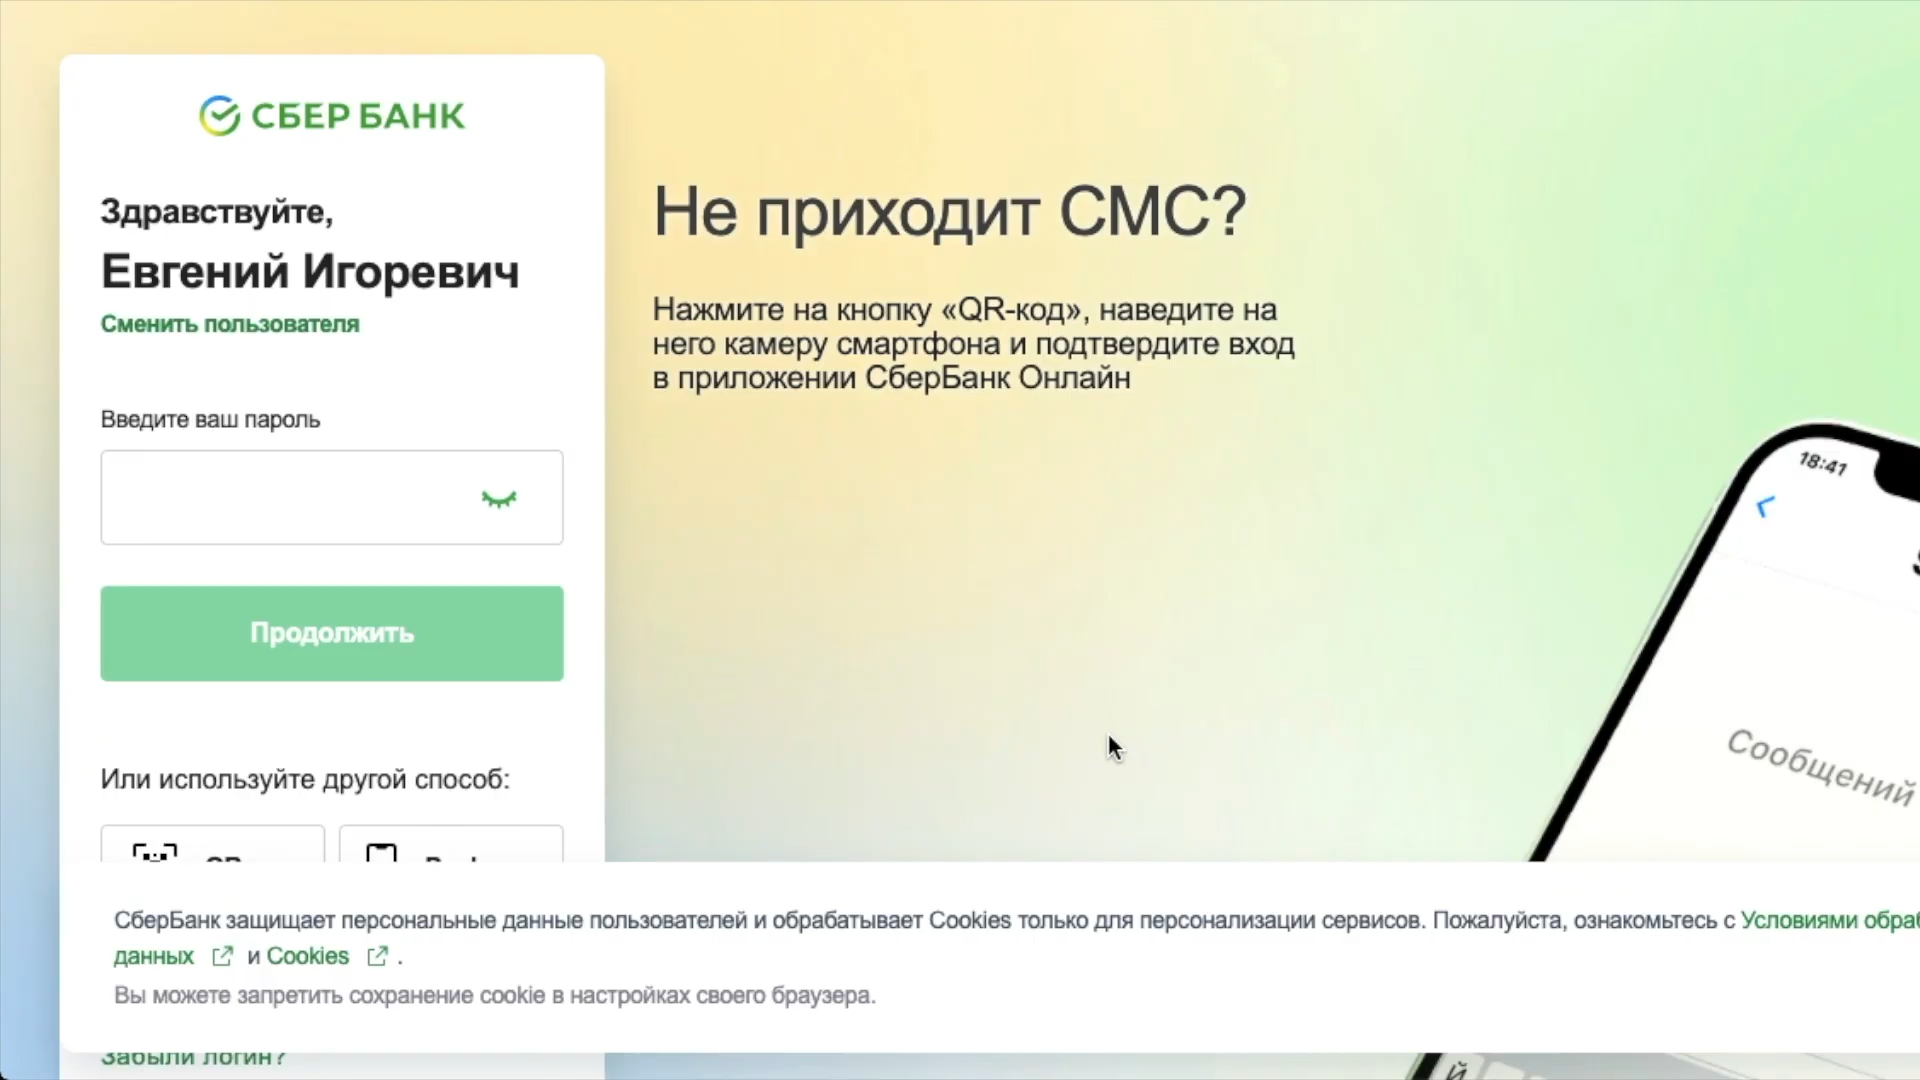 СБЕР БАНК
Здравствуйте,
Евгений Игоревич
Сменить пользователя
Введите ваш пароль
Продолжить
Или используйте другой способ:
Не приходит СМС?
Нажмите на кнопку «QR-код», наведите на
него камеру смартфона и подтвердите вход
в приложении СберБанк Онлайн
18:41
Сообщений
СберБанк защищает персональные данные пользователей и обрабатывает Cookies только для персонализации сервисов. Пожалуйста, ознакомьтесь с Условиями
данных и Cookies .
Вы можете запретить сохранение cookie в настройках своего браузера.
Забыли логин?
Й